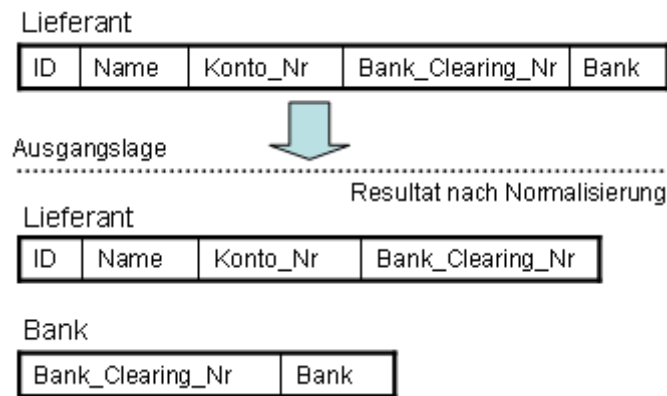 Lieferant
ID Name Konto_Nr Bank_Clearing_Nr Bank
Ausgangslage
Resultat nach Normalisierung
Lieferant
ID Name Konto_Nr Bank_Clearing_Nr
Bank
Bank_Clearing_Nr Bank